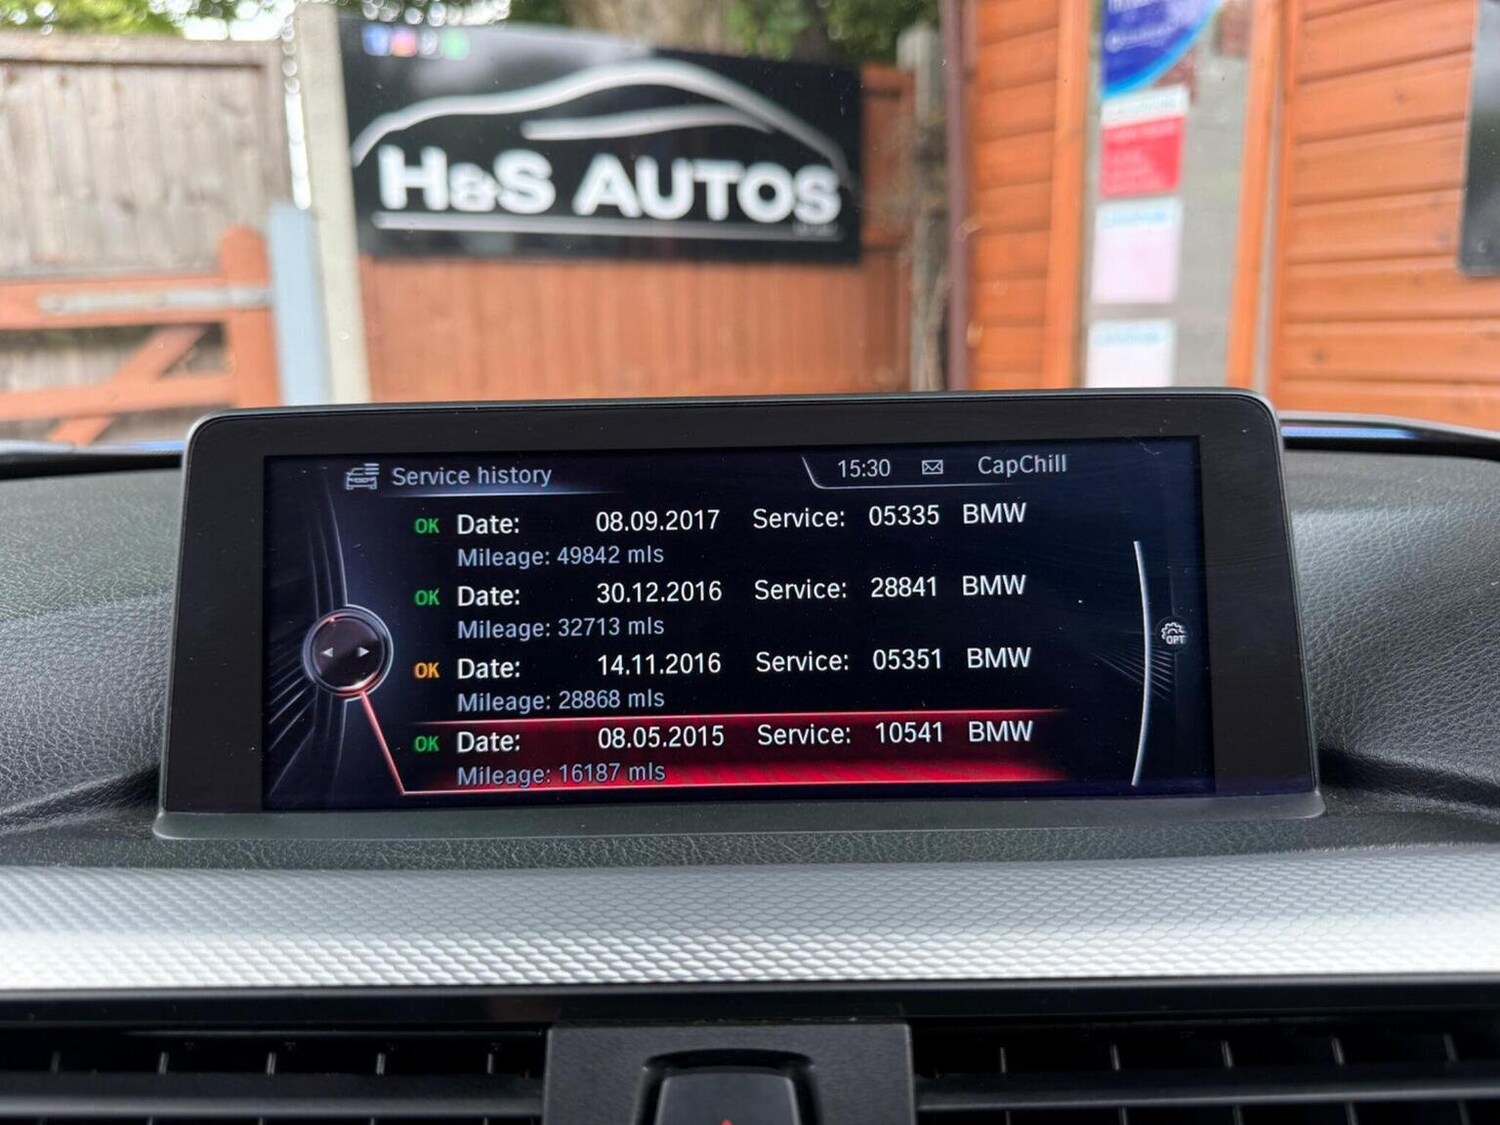 H&S AUTOS
Service history
15:30 CapChill
OK Date: 08.09.2017 Service: 05335 BMW
Mileage: 49842 mls
OK Date: 30.12.2016 Service: 28841 BMW
Mileage: 32713 mls
OK Date: 14.11.2016 Service: 05351 BMW
Mileage: 28868 mls
OK Date: 08.05.2015 Service: 10541 BMW
Mileage: 16187 mls
OPT